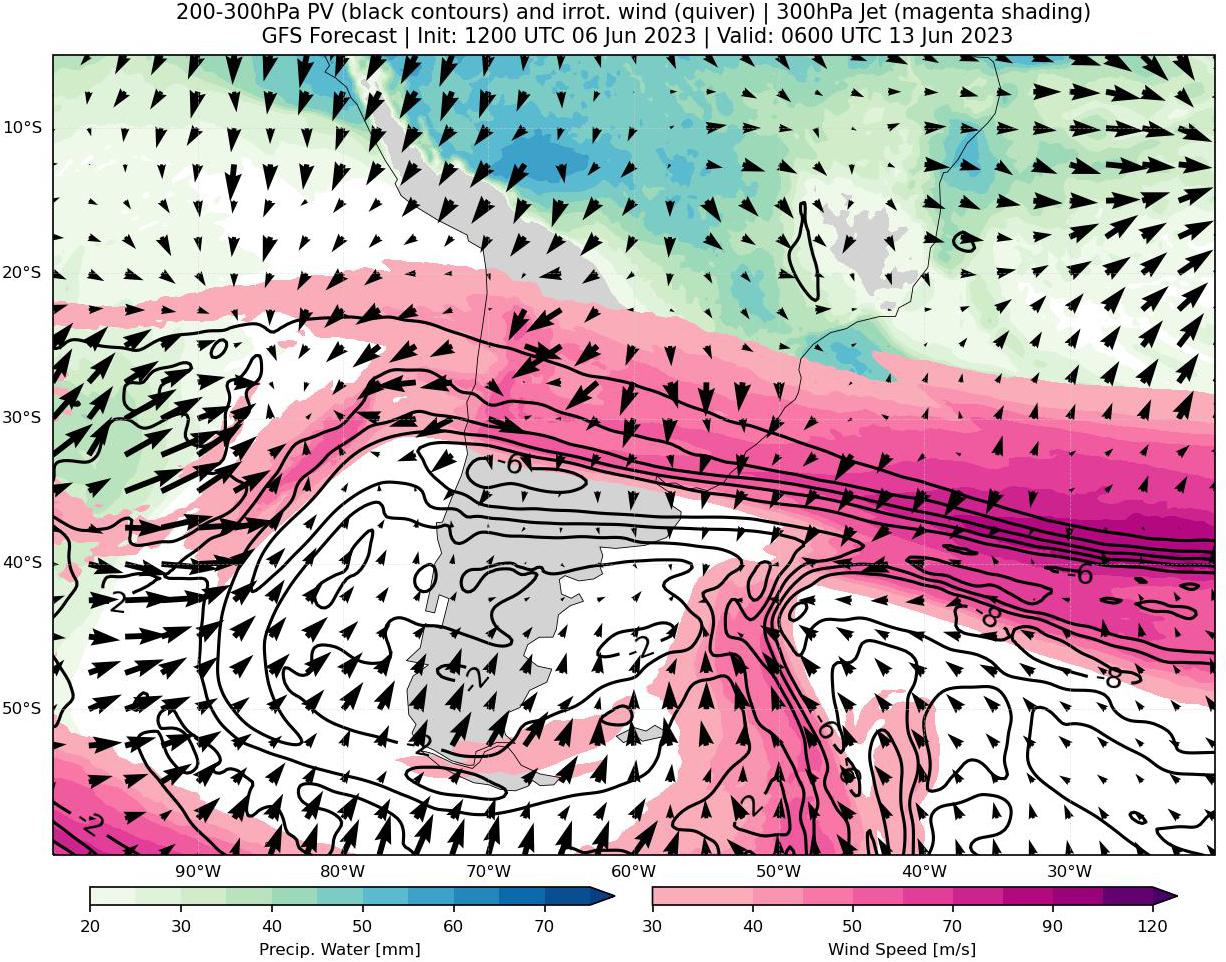 200-300hPa PV (black contours) and irrot. wind (quiver) | 300hPa Jet (magenta shading)
GFS Forecast | Init: 1200 UTC 06 Jun 2023 | Valid: 0600 UTC 13 Jun 2023
10°S
20°S
-6
30°S
40°S
-6
2
-8
-2
-2
-8
50°S
-6
-2
2
90°W 80°W 70°W 60°W 50°W 40°W 30°W
20 30 40 50 60 70
30 40 50 70 90 120
Precip. Water [mm]
Wind Speed [m/s]